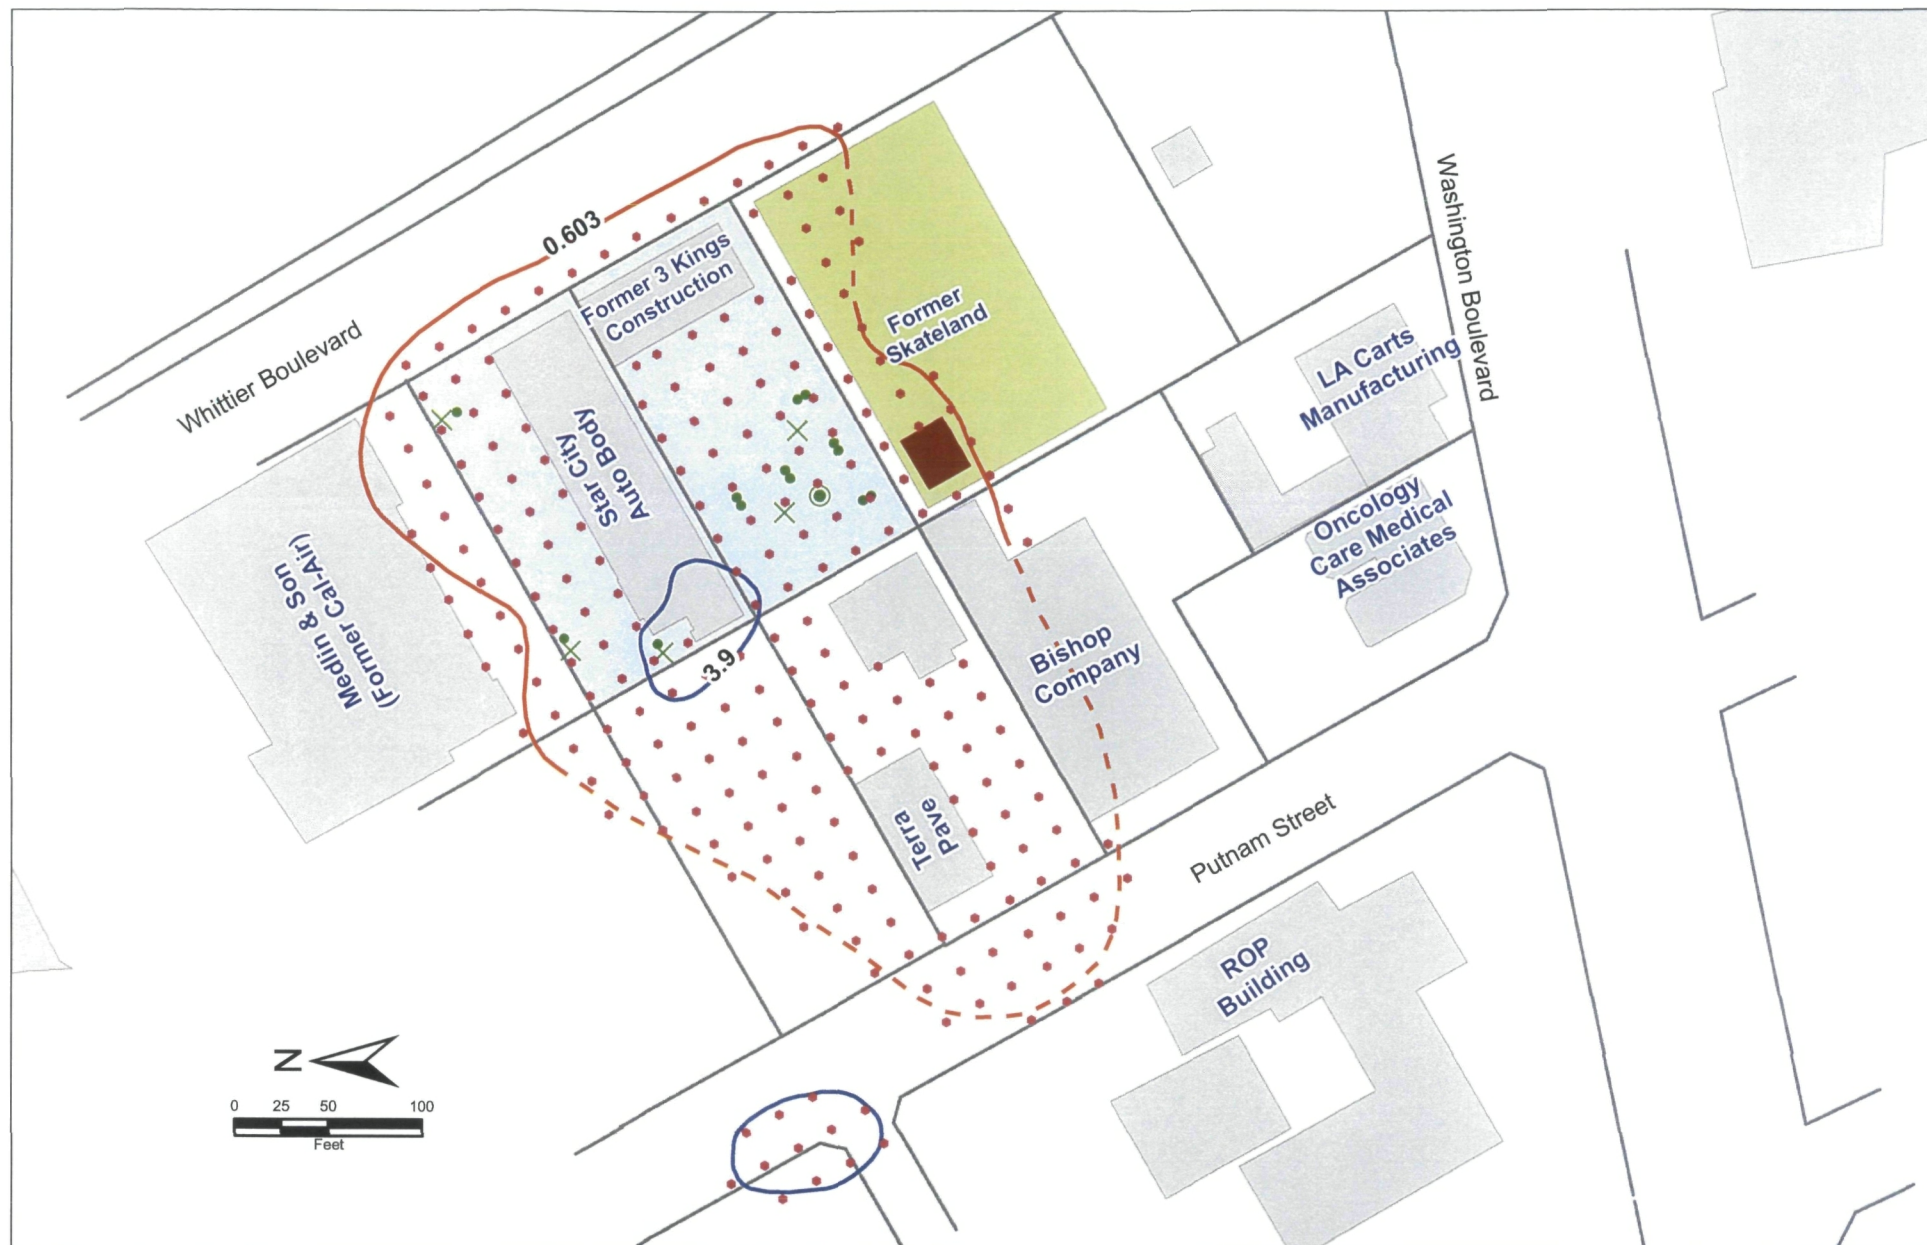 Whittier Boulevard
0.603
Former 3 Kings
Construction
Former
Skateland
Washington Boulevard
LA Carts
Manufacturing
Star City
Auto Body
Oncology
Care Medical
Associates
Medlin & Son
(Former Cal-Air)
3.9
Bishop
Company
Terra
Pave
Putnam Street
ROP
Building
N
0 25 50 100
Feet